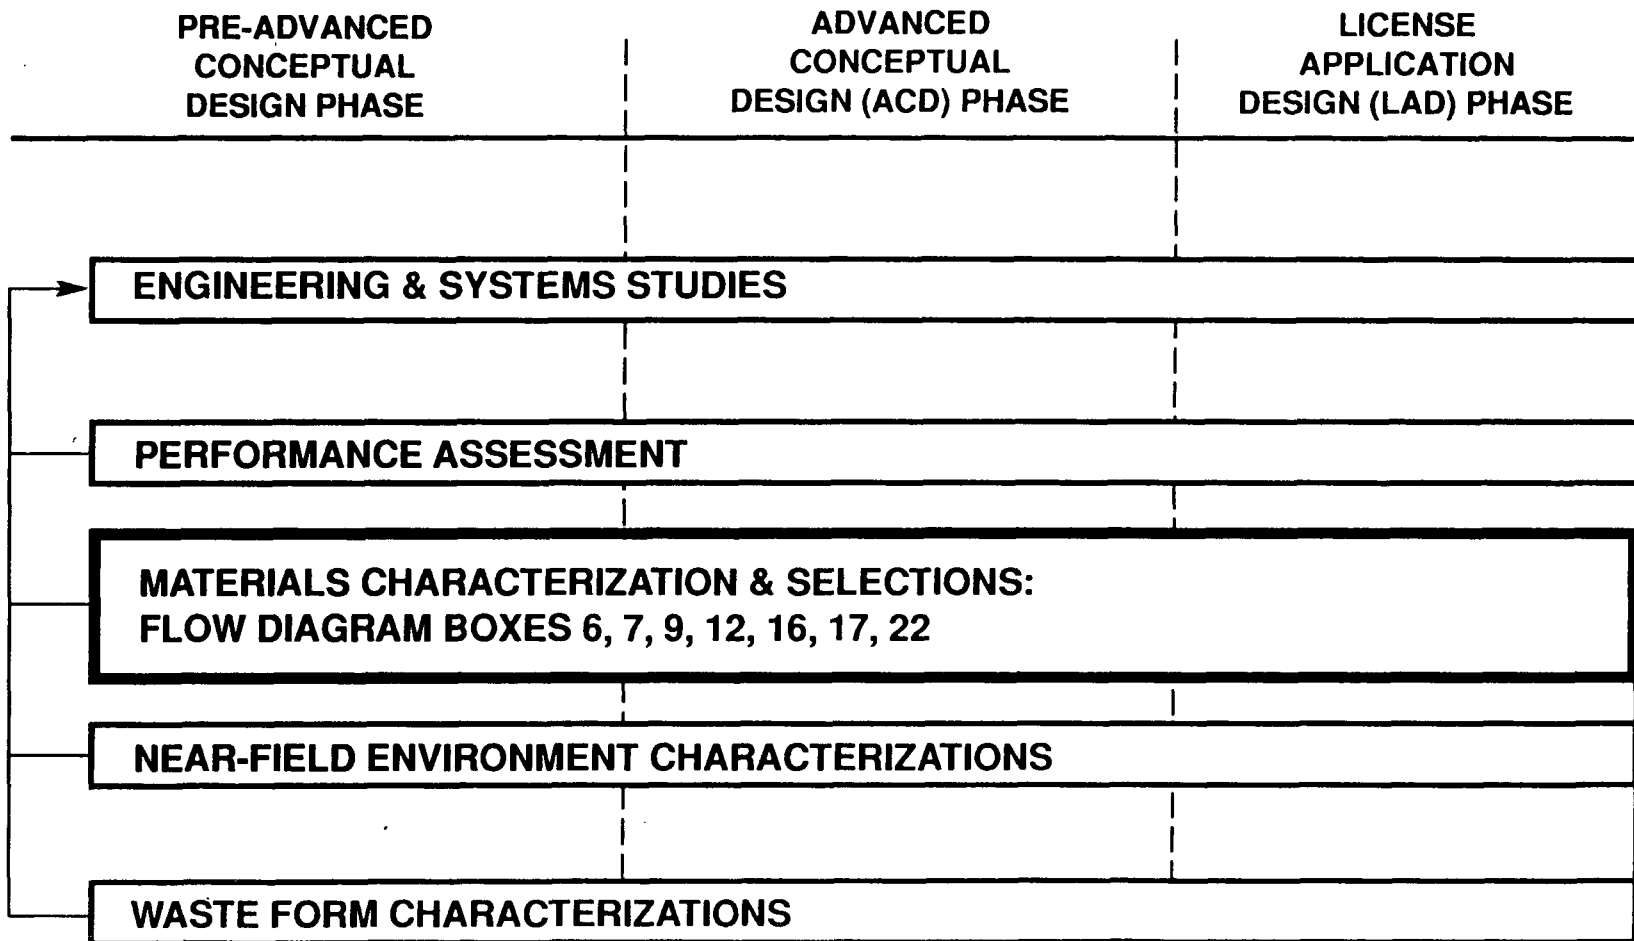 PRE-ADVANCED
CONCEPTUAL
DESIGN PHASE
ADVANCED
CONCEPTUAL
DESIGN (ACD) PHASE
LICENSE
APPLICATION
DESIGN (LAD) PHASE
ENGINEERING & SYSTEMS STUDIES
PERFORMANCE ASSESSMENT
MATERIALS CHARACTERIZATION & SELECTIONS:
FLOW DIAGRAM BOXES 6, 7, 9, 12, 16, 17, 22
NEAR-FIELD ENVIRONMENT CHARACTERIZATIONS
WASTE FORM CHARACTERIZATIONS